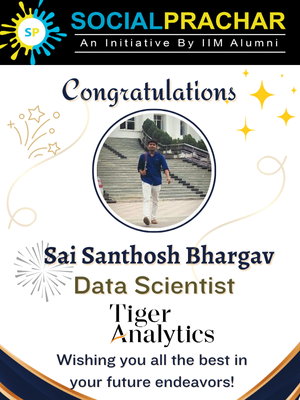 SP
SOCIALPRACHAR
An Initiative By IIM Alumni
Congratulations
Sai Santhosh Bhargav
Data Scientist
Tiger
Analytics
Wishing you all the best in
your future endeavors!